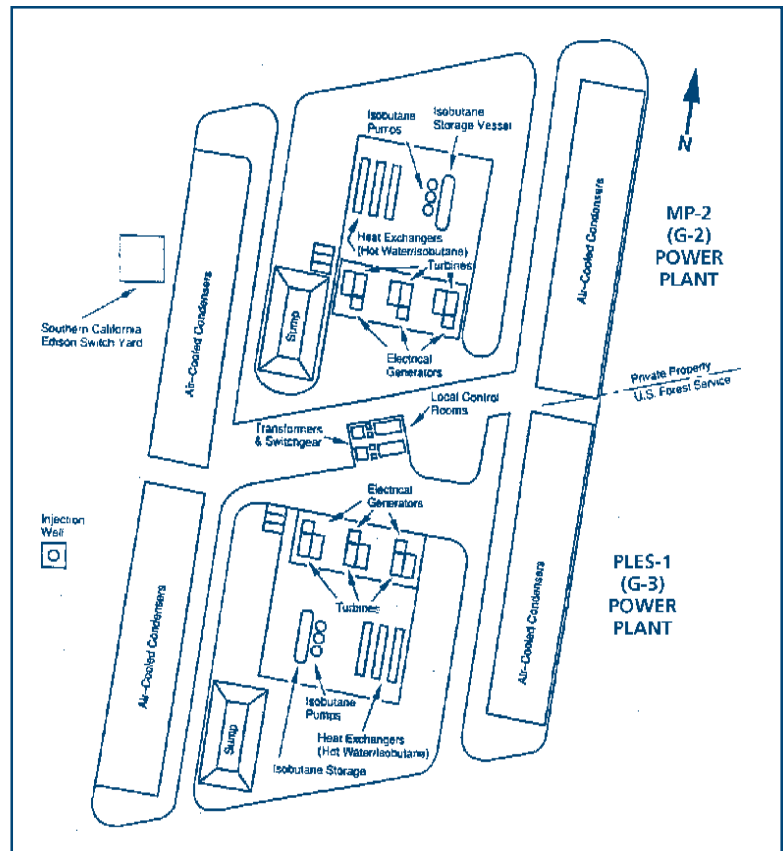 Isobutane
Pumps
Isobutane
Storage Vessel
N
MP-2
(G-2)
POWER
PLANT
Air-Cooled Condensers
Air-Cooled Condensers
Heat Exchangers
(Hot Water/isobutane)
Turbines
Sump
Southern California
Edison Switch Yard
Electrical
Generators
Private Property
U.S. Forest Service
Local Control
Rooms
Transformers
& Switchgear
Electrical
Generators
Injection
Well
Turbines
PLES-1
(G-3)
POWER
PLANT
Air-Cooled Condensers
Air-Cooled Condensers
Isobutane
Pumps
Heat Exchangers
(Hot Water/Isobutane)
Sump
Isobutane Storage